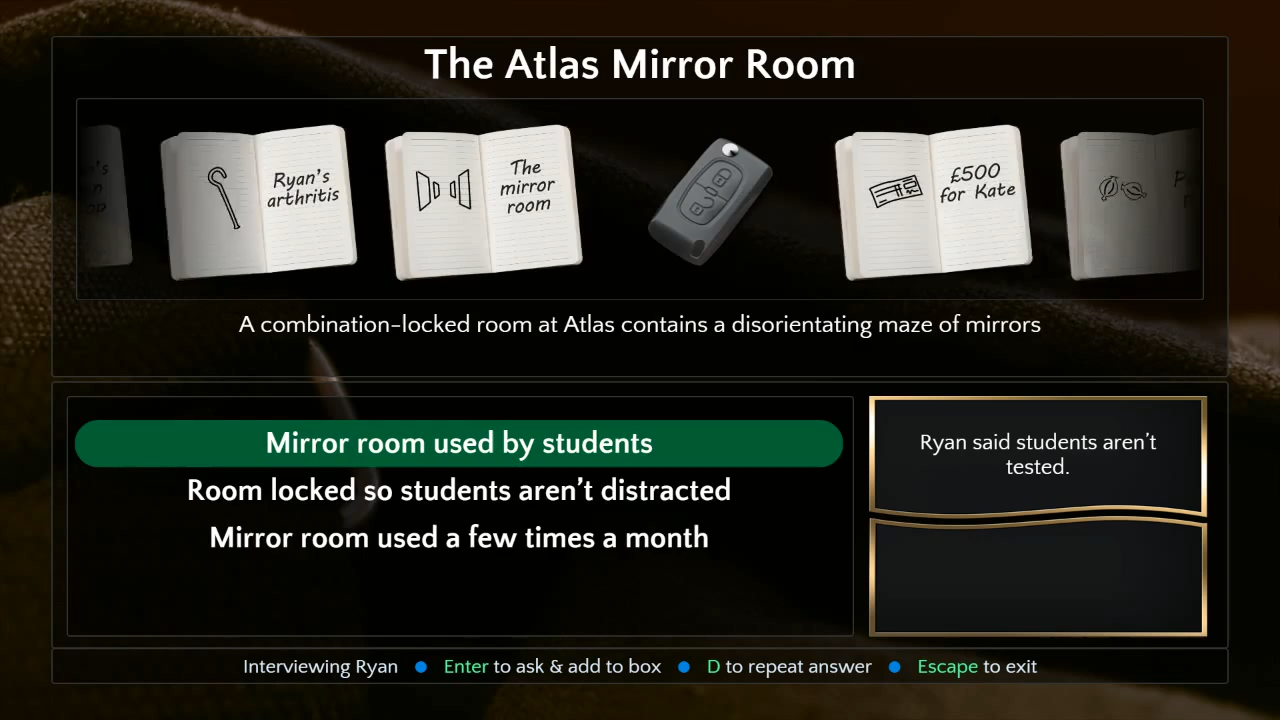 The Atlas Mirror Room
Ryan's
arthritis
The
mirror
room
£500
for Kate
A combination-locked room at Atlas contains a disorientating maze of mirrors
Mirror room used by students
Room locked so students aren't distracted
Mirror room used a few times a month
Ryan said students aren't
tested.
Interviewing Ryan ● Enter to ask & add to box ● D to repeat answer ● Escape to exit